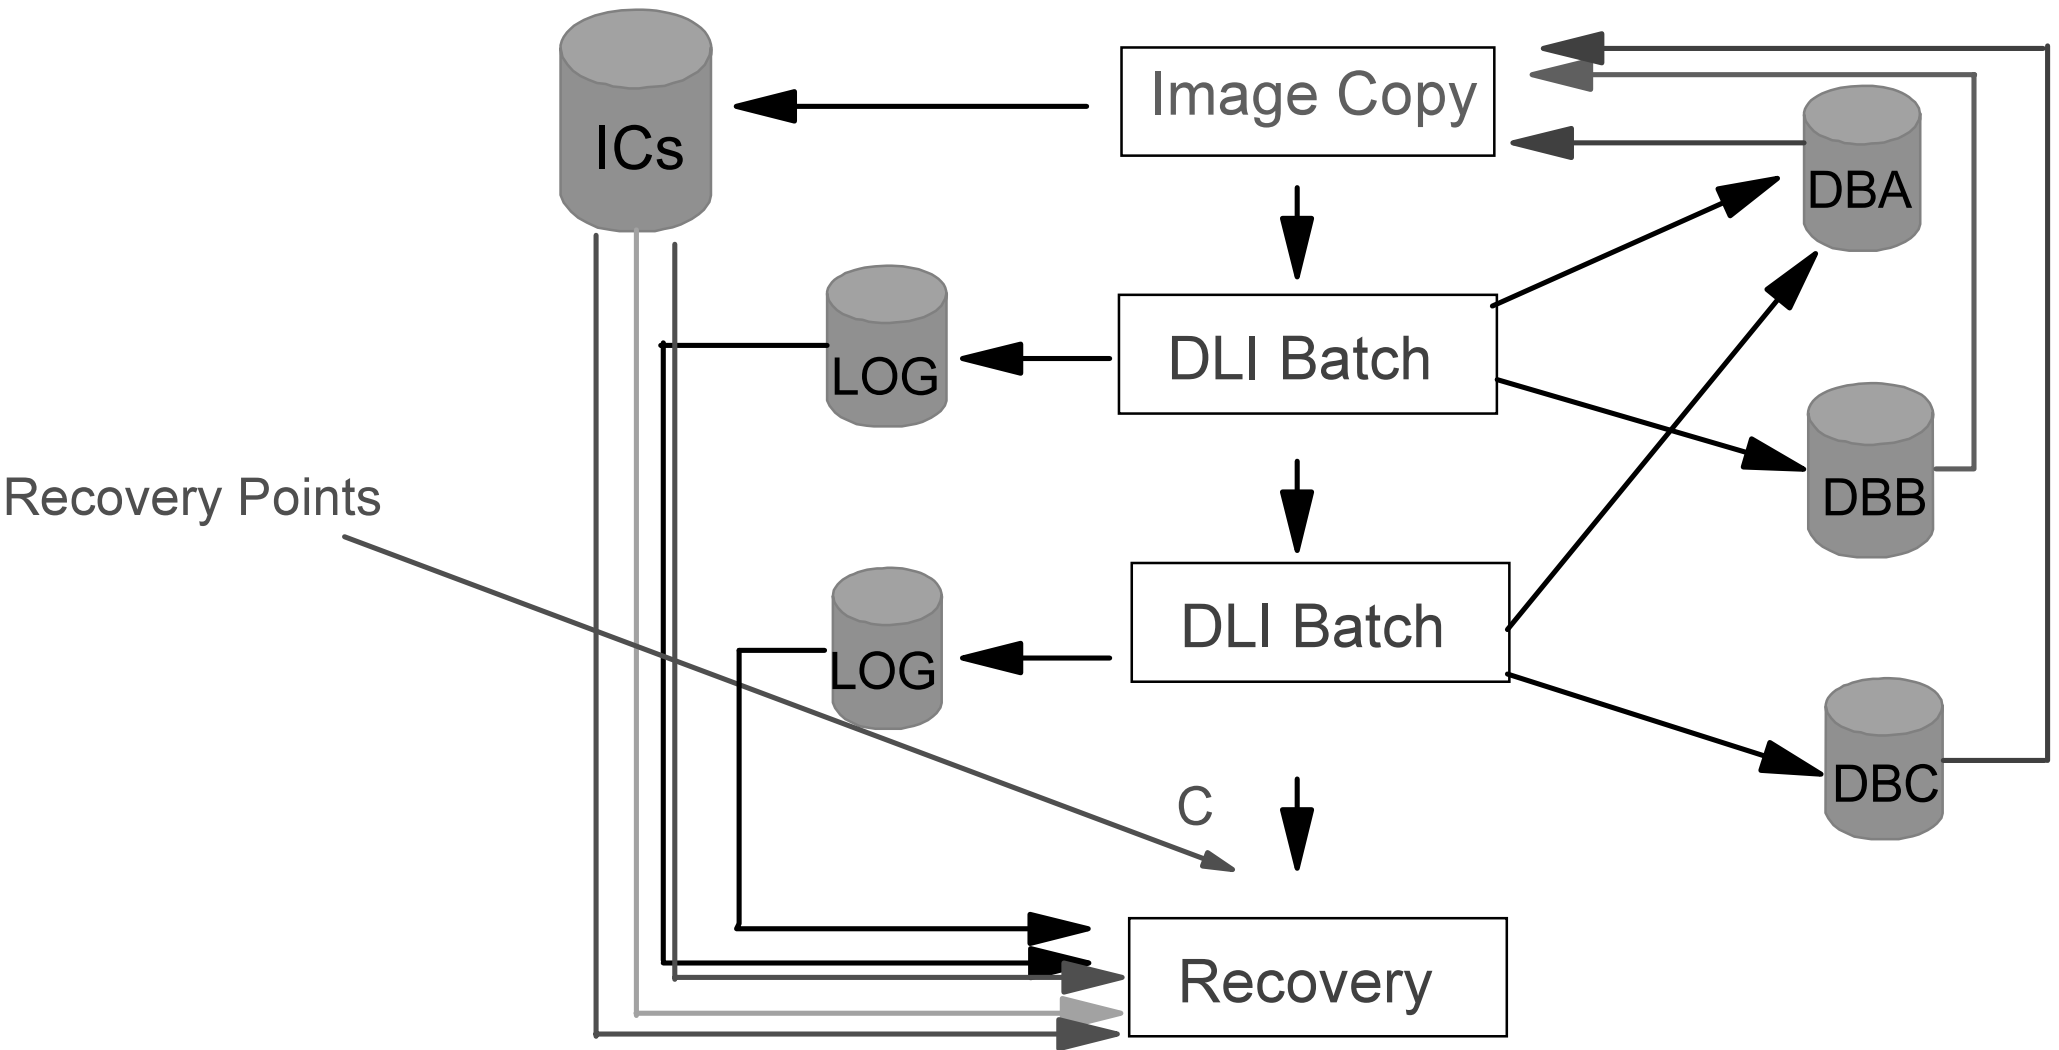 Image Copy
ICs
DBA
LOG
DLI Batch
DBB
Recovery Points
LOG
DLI Batch
DBC
C
Recovery